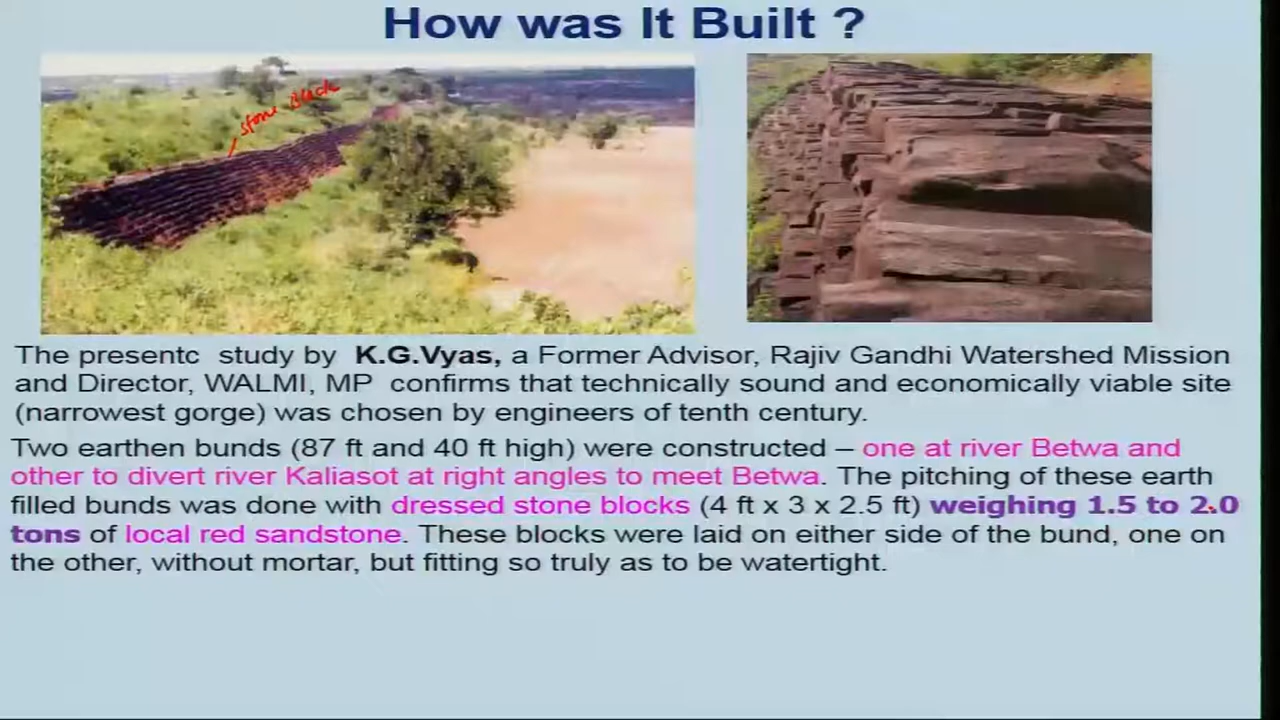 How was It Built ?
stone Block
The presentc study by K.G.Vyas, a Former Advisor, Rajiv Gandhi Watershed Mission
and Director, WALMI, MP confirms that technically sound and economically viable site
(narrowest gorge) was chosen by engineers of tenth century.
Two earthen bunds (87 ft and 40 ft high) were constructed – one at river Betwa and
other to divert river Kaliasot at right angles to meet Betwa. The pitching of these earth
filled bunds was done with dressed stone blocks (4 ft x 3 x 2.5 ft) weighing 1.5 to 2.0
tons of local red sandstone. These blocks were laid on either side of the bund, one on
the other, without mortar, but fitting so truly as to be watertight.